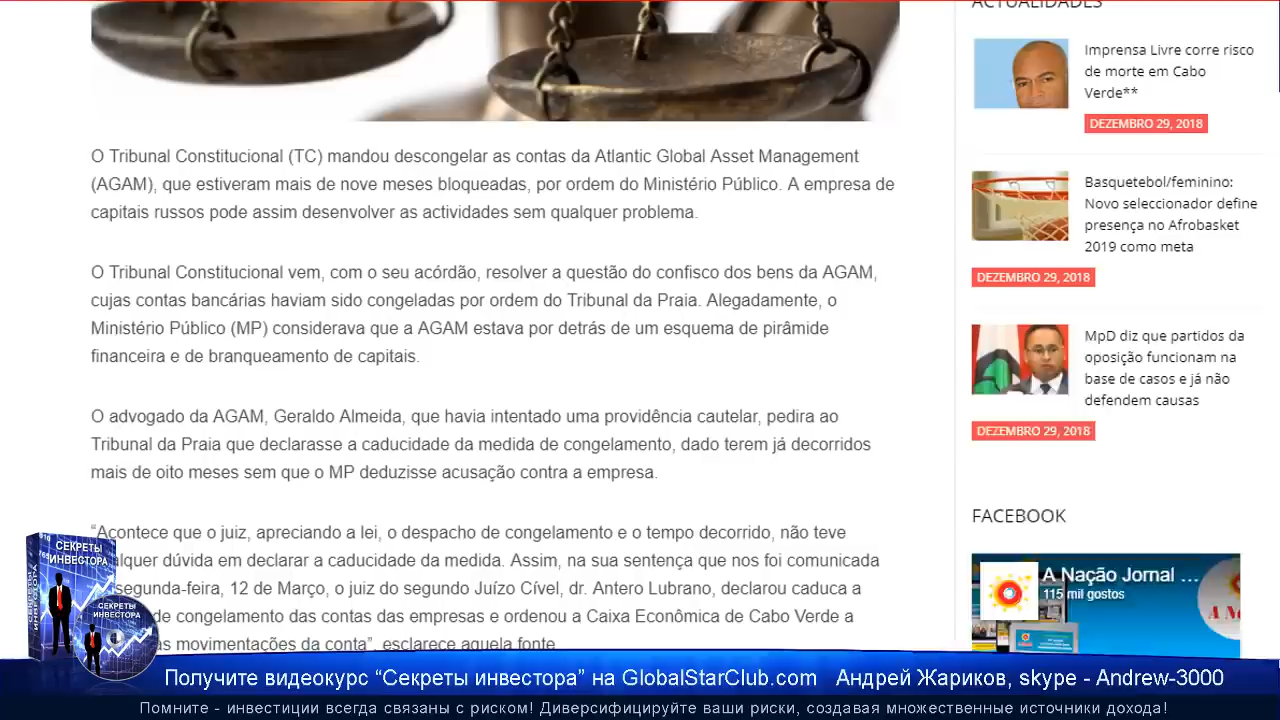 O Tribunal Constitucional (TC) mandou descongelar as contas da Atlantic Global Asset Management
(AGAM), que estiveram mais de nove meses bloqueadas, por ordem do Ministério Público. A empresa de
capitais russos pode assim desenvolver as actividades sem qualquer problema.
O Tribunal Constitucional vem, com o seu acórdão, resolver a questão do confisco dos bens da AGAM,
cujas contas bancárias haviam sido congeladas por ordem do Tribunal da Praia. Alegadamente, o
Ministério Público (MP) considerava que a AGAM estava por detrás de um esquema de pirâmide
financeira e de branqueamento de capitais.
O advogado da AGAM, Geraldo Almeida, que havia intentado uma providência cautelar, pedira ao
Tribunal da Praia que declarasse a caducidade da medida de congelamento, dado terem já decorridos
mais de oito meses sem que o MP deduzisse acusação contra a empresa.
“Acontece que o juiz, apreciando a lei, o despacho de congelamento e o tempo decorrido, não teve
qualquer dúvida em declarar a caducidade da medida. Assim, na sua sentença que nos foi comunicada
segunda-feira, 12 de Março, o juiz do segundo Juízo Cível, dr. Antero Lubrano, declarou caduca a
de congelamento das contas das empresas e ordenou a Caixa Econômica de Cabo Verde a
movimentações da conta”, esclarece aquela fonte
ACTUALIDADES
Imprensa Livre corre risco
de morte em Cabo
Verde**
DEZEMBRO 29, 2018
Basquetebol/feminino:
Novo seleccionador define
presença no Afrobasket
2019 como meta
DEZEMBRO 29, 2018
MpD diz que partidos da
oposição funcionam na
base de casos e já não
defendem causas
DEZEMBRO 29, 2018
FACEBOOK
A Nação Jornal ...
115 mil gostos
СЕКРЕТЫ
ИНВЕСТОРА
СЕКРЕТЫ
ИНВЕСТОРА
Получите видеокурс “Секреты инвестора” на GlobalStarClub.com Андрей Жариков, skype - Andrew-3000
Помните - инвестиции всегда связаны с риском! Диверсифицируйте ваши риски, создавая множественные источники дохода!